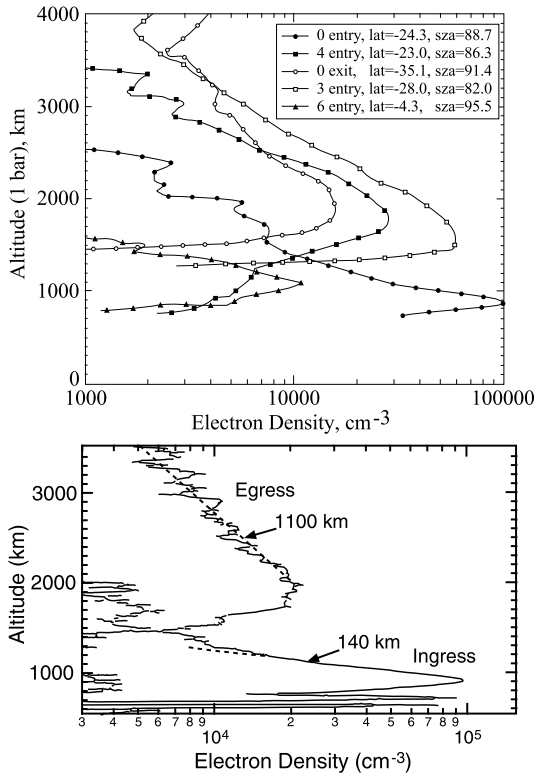 4000
3000
2000
1000
0
Altitude (1 bar), km
0 entry, lat=-24.3, sza=88.7
4 entry, lat=-23.0, sza=86.3
0 exit, lat=-35.1, sza=91.4
3 entry, lat=-28.0, sza=82.0
6 entry, lat=-4.3, sza=95.5
1000 10000 100000
Electron Density, cm-3
3000
2000
1000
Altitude (km)
Egress
1100 km
140 km
Ingress
3 4 5 6 7 8 9 2 3 4 5 6 7 8 9
10^4 10^5
Electron Density (cm-3)